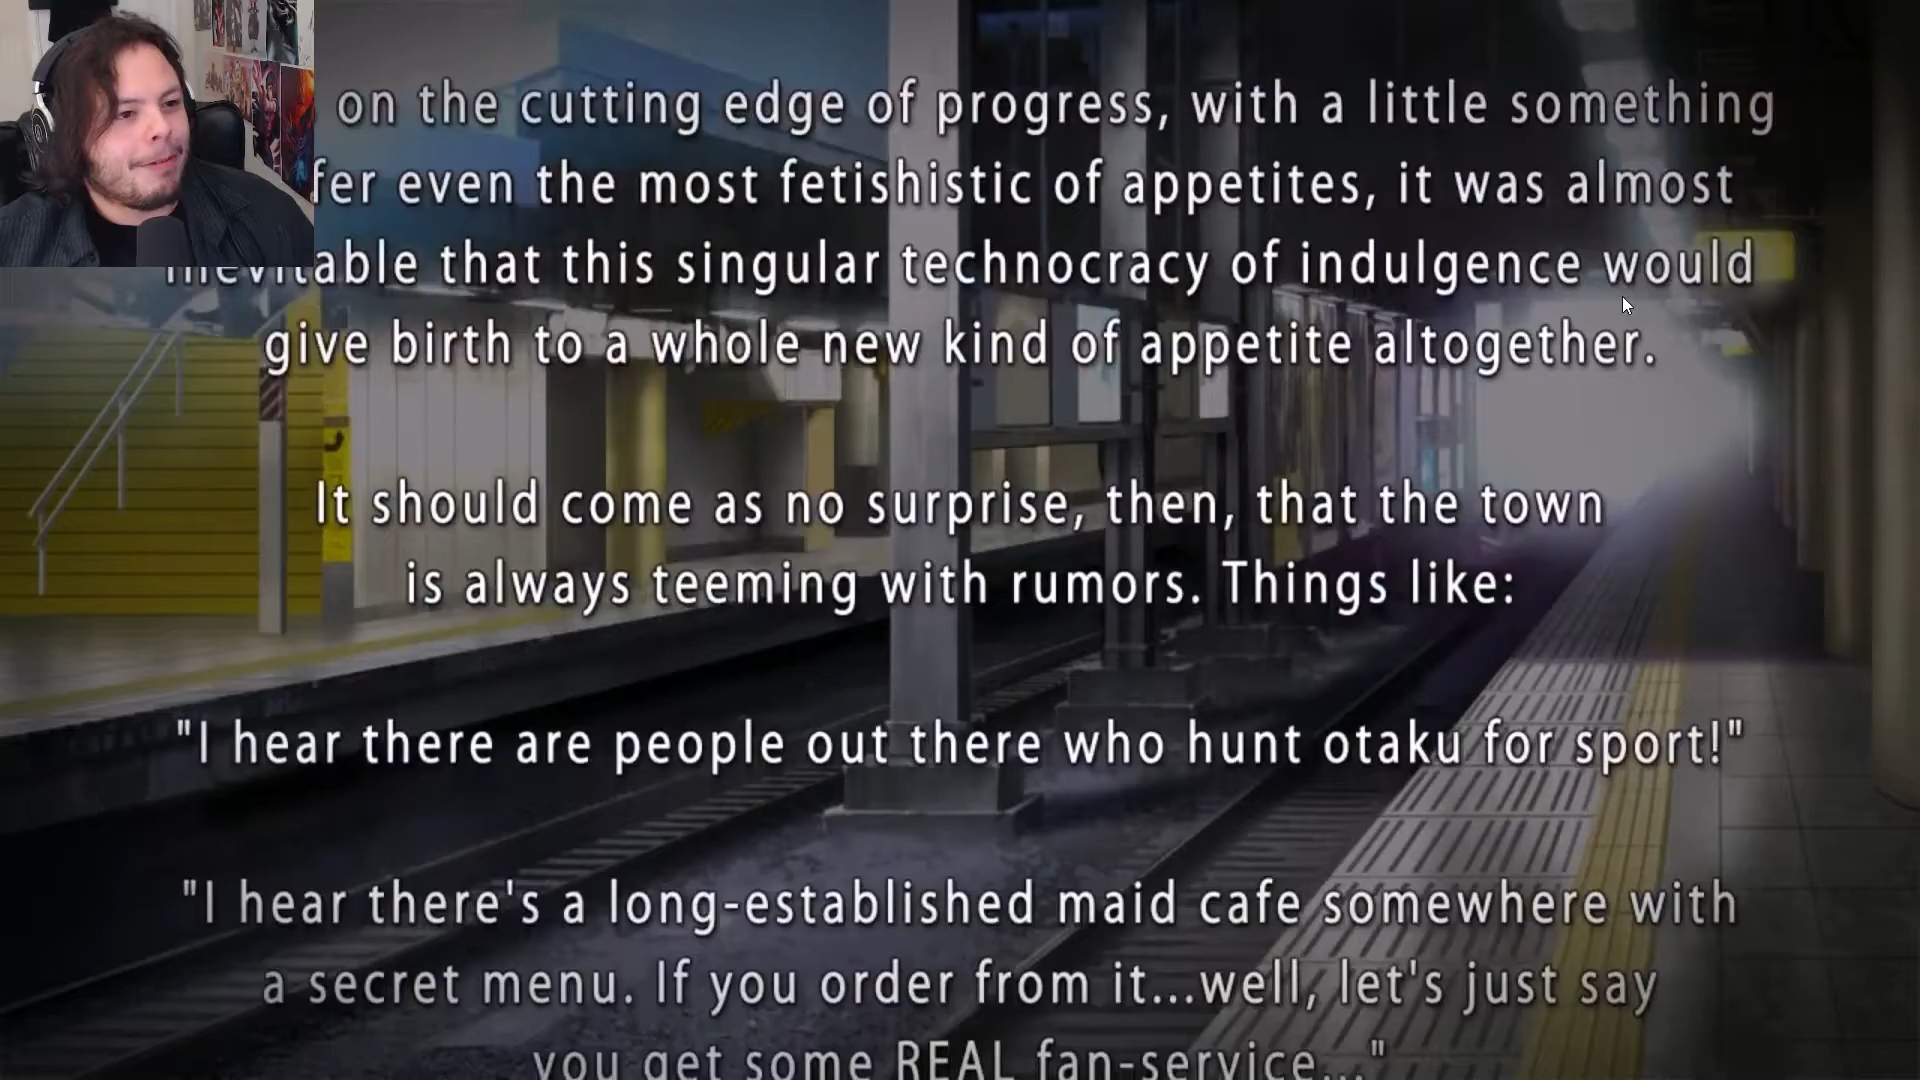 on the cutting edge of progress, with a little something
fer even the most fetishistic of appetites, it was almost
inevitable that this singular technocracy of indulgence would
give birth to a whole new kind of appetite altogether.
It should come as no surprise, then, that the town
is always teeming with rumors. Things like:
"I hear there are people out there who hunt otaku for sport!"
"I hear there's a long-established maid cafe somewhere with
a secret menu. If you order from it...well, let's just say
you get some REAL fan-service..."